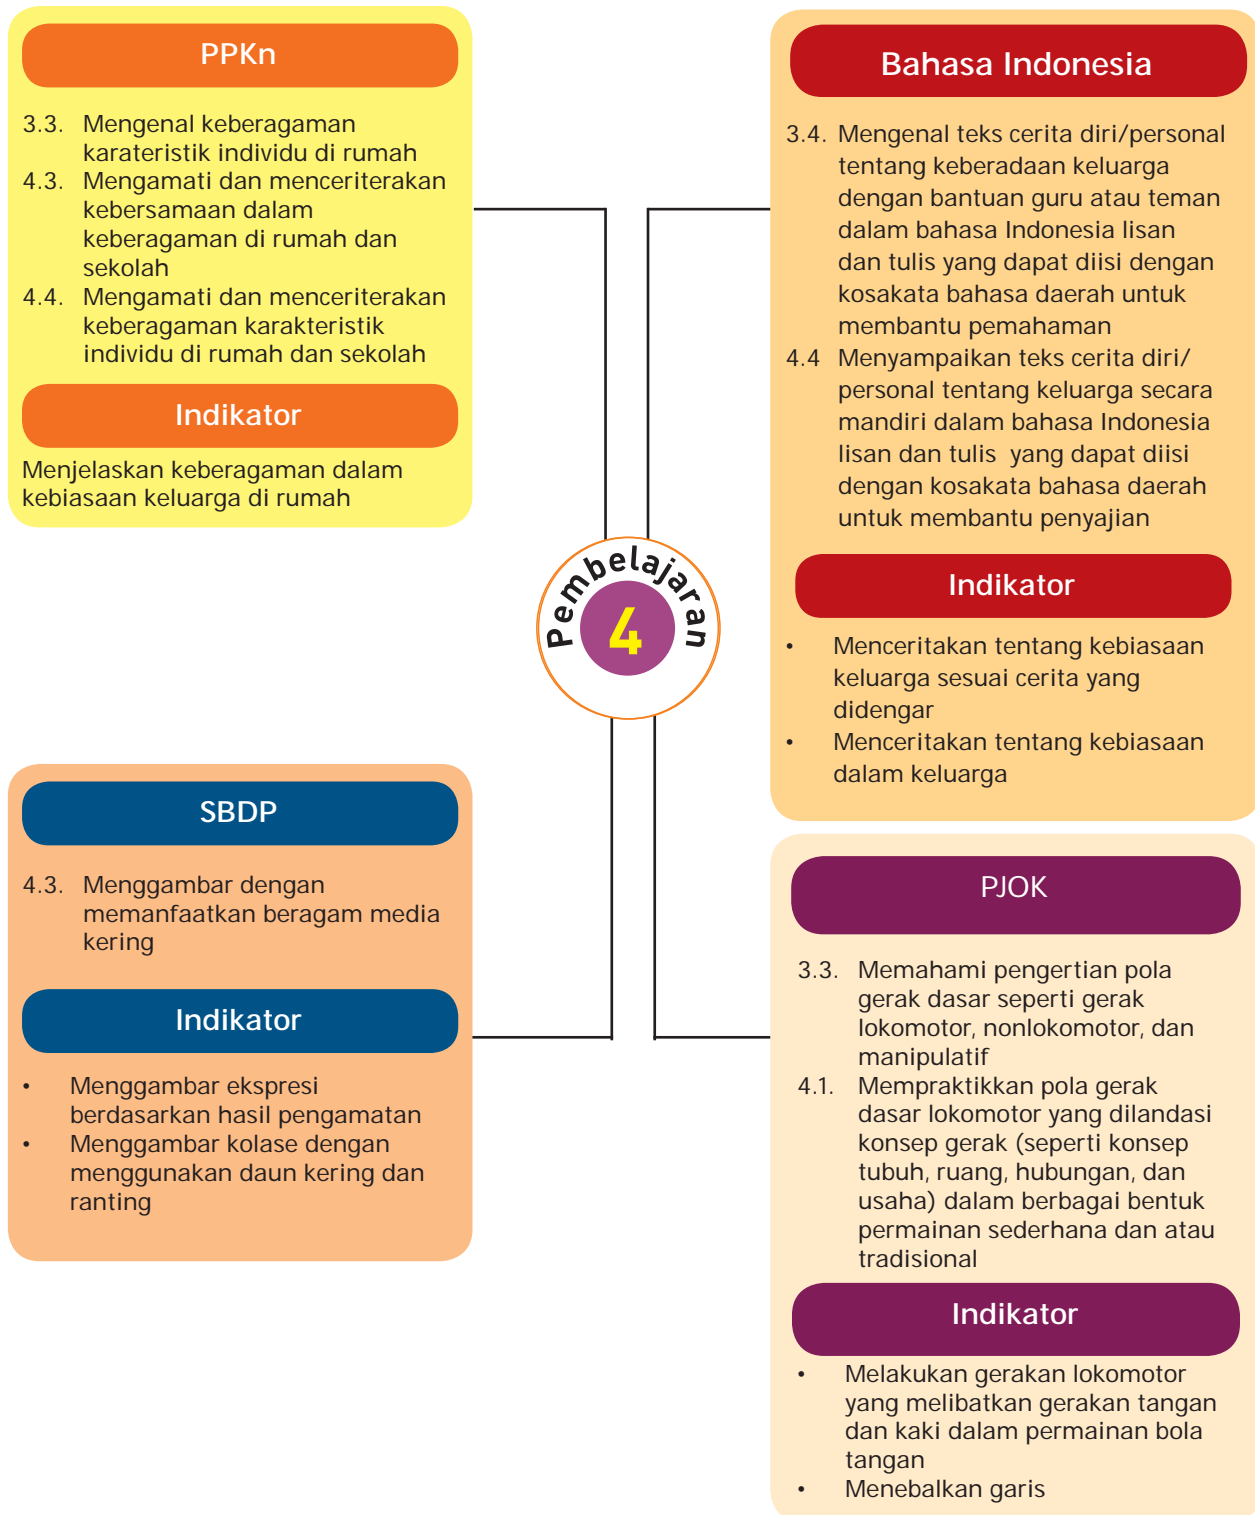 PPKn
3.3. Mengenal keberagaman
karateristik individu di rumah
4.3. Mengamati dan menceriterakan
kebersamaan dalam
keberagaman di rumah dan
sekolah
4.4. Mengamati dan menceriterakan
keberagaman karakteristik
individu di rumah dan sekolah
Indikator
Menjelaskan keberagaman dalam
kebiasaan keluarga di rumah
Bahasa Indonesia
3.4. Mengenal teks cerita diri/personal
tentang keberadaan keluarga
dengan bantuan guru atau teman
dalam bahasa Indonesia lisan
dan tulis yang dapat diisi dengan
kosakata bahasa daerah untuk
membantu pemahaman
4.4 Menyampaikan teks cerita diri/
personal tentang keluarga secara
mandiri dalam bahasa Indonesia
lisan dan tulis yang dapat diisi
dengan kosakata bahasa daerah
untuk membantu penyajian
Indikator
• Menceritakan tentang kebiasaan
keluarga sesuai cerita yang
didengar
• Menceritakan tentang kebiasaan
dalam keluarga
Pembelajaran
4
SBDP
4.3. Menggambar dengan
memanfaatkan beragam media
kering
Indikator
• Menggambar ekspresi
berdasarkan hasil pengamatan
• Menggambar kolase dengan
menggunakan daun kering dan
ranting
PJOK
3.3. Memahami pengertian pola
gerak dasar seperti gerak
lokomotor, nonlokomotor, dan
manipulatif
4.1. Mempraktikkan pola gerak
dasar lokomotor yang dilandasi
konsep gerak (seperti konsep
tubuh, ruang, hubungan, dan
usaha) dalam berbagai bentuk
permainan sederhana dan atau
tradisional
Indikator
• Melakukan gerakan lokomotor
yang melibatkan gerakan tangan
dan kaki dalam permainan bola
tangan
• Menebalkan garis